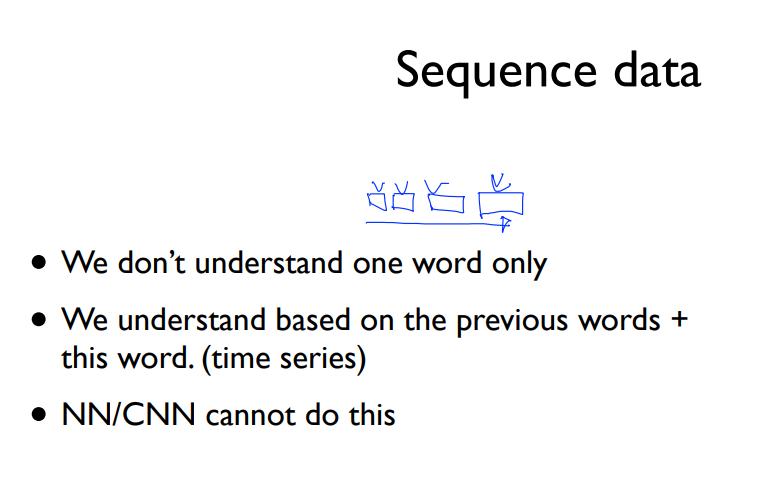 Sequence data
• We don't understand one word only
• We understand based on the previous words +
this word. (time series)
• NN/CNN cannot do this